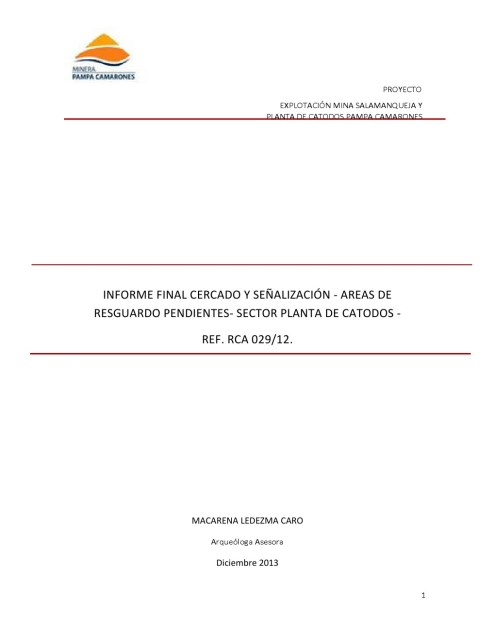 MINERA
PAMPA CAMARONES
PROYECTO
EXPLOTACIÓN MINA SALAMANQUEJA Y
PLANTA DE CATODOS PAMPA CAMARONES
INFORME FINAL CERCADO Y SEÑALIZACIÓN - AREAS DE
RESGUARDO PENDIENTES- SECTOR PLANTA DE CATODOS -
REF. RCA 029/12.
MACARENA LEDEZMA CARO
Arqueóloga Asesora
Diciembre 2013
1